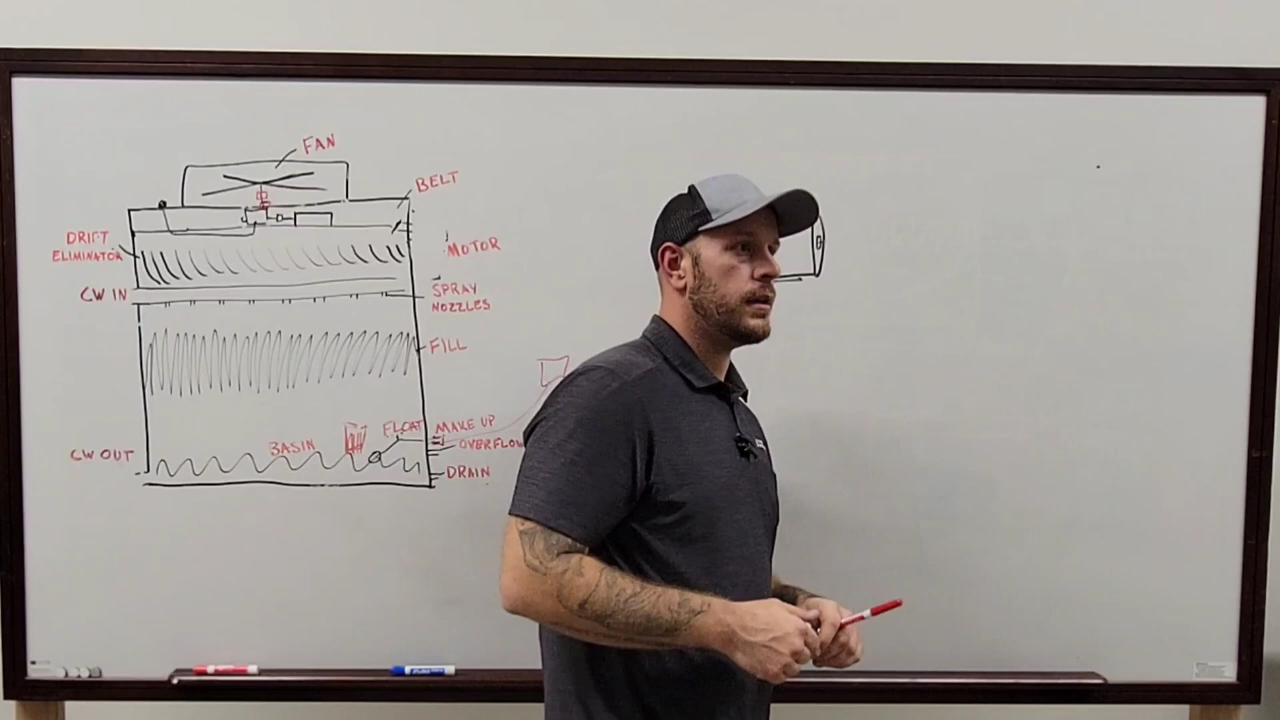 FAN
BELT
DRIFT
ELIMINATOR
MOTOR
CW IN
SPRAY
NOZZLES
FILL
FLOAT
MAKE UP
BASIN
OVERFLOW
CW OUT
DRAIN